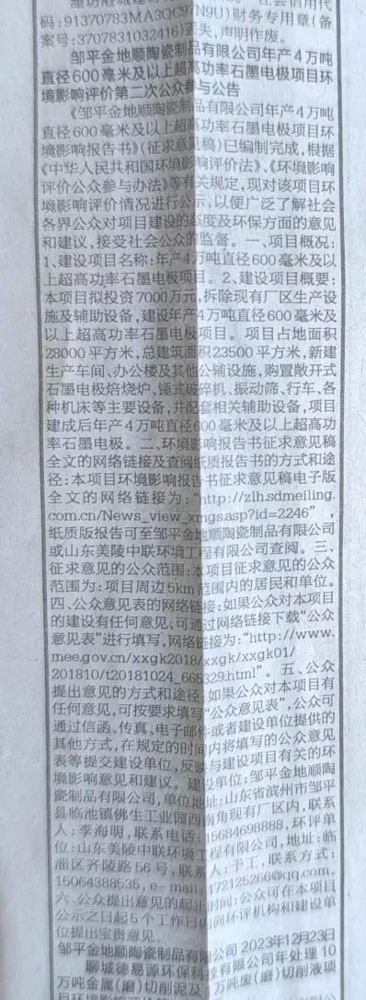 码:91370783MA3QC9TN9U)财务专用章(备
案号:3707831032416)丢失,声明作废。
邹平金地顺陶瓷制品有限公司年产4万吨
直径600毫米及以上超高功率石墨电极项目环
境影响评价第二次公众参与公告
《邹平金地顺陶瓷制品有限公司年产4万吨
直径600毫米及以上超高功率石墨电极项目环
境影响报告书》(征求意见稿)已编制完成,根据
《中华人民共和国环境影响评价法》、《环境影响
评价公众参与办法》等有关规定,现对该项目环
境影响评价情况进行公示,以便广泛了解社会
各界公众对项目建设的态度及环保方面的意见
和建议,接受社会公众的监督。一、项目概况:
1、建设项目名称:年产4万吨直径600毫米及以
上超高功率石墨电极项目。2、建设项目概要:
本项目拟投资7000万元,拆除现有厂区生产设
施及辅助设备,建设年产4万吨直径600毫米及
以上超高功率石墨电极项目。项目占地面积
28000平方米,总建筑面积23500平方米,新建
生产车间、办公楼及其他公辅设施,购置敞开式
石墨电极焙烧炉、锤式破碎机、振动筛、行车、各
种机床等主要设备,并配套相关辅助设备,项目
建成后年产4万吨直径600毫米及以上超高功
率石墨电极。二、环境影响报告书征求意见稿
全文的网络链接及查阅纸质报告书的方式和途
径:本项目环境影响报告书征求意见稿电子版
全文的网络链接为:“http://zlh.sdmeiling.
com.cn/News_view_xmgs.asp?id=2246”,
纸质版报告可至邹平金地顺陶瓷制品有限公司
或山东美陵中联环境工程有限公司查阅。三、
征求意见的公众范围:本项目征求意见的公众
范围为:项目周边5km范围内的居民和单位。
四、公众意见表的网络链接:如果公众对本项目
的建设有任何意见,可通过网络链接下载“公众
意见表”进行填写,网络链接为:“http://www.
mee.gov.cn/xxgk2018/xxgk/xxgk01/
201810/t20181024_665329.html”。五、公众
提出意见的方式和途径:如果公众对本项目有
任何意见,可按要求填写“公众意见表”,公众可
通过信函、传真、电子邮件或者建设单位提供的
其他方式,在规定的时间内将填写的公众意见
表等提交建设单位,反映与建设项目有关的环
境影响意见和建议。建设单位:邹平金地顺陶
瓷制品有限公司,单位地址:山东省滨州市邹平
县临池镇佛生工业园西南角现有厂区内,联系
人:李海明,联系电话:15684698888,环评单
位:山东美陵中联环境工程有限公司,地址:临
淄区齐陵路56号,联系人:于工,联系方式:
15064388535,e-mail:472125266@qq.com。
六、公众提出意见的起止时间:公众可在本项目
公示之日起5个工作日内向环评机构和建设单
位提出宝贵意见。
邹平金地顺陶瓷制品有限公司 2023年12月23日
聊城德易源环保科技有限公司年处理10
万吨金属(磨)切削泥及 万吨废(磨)切削液项